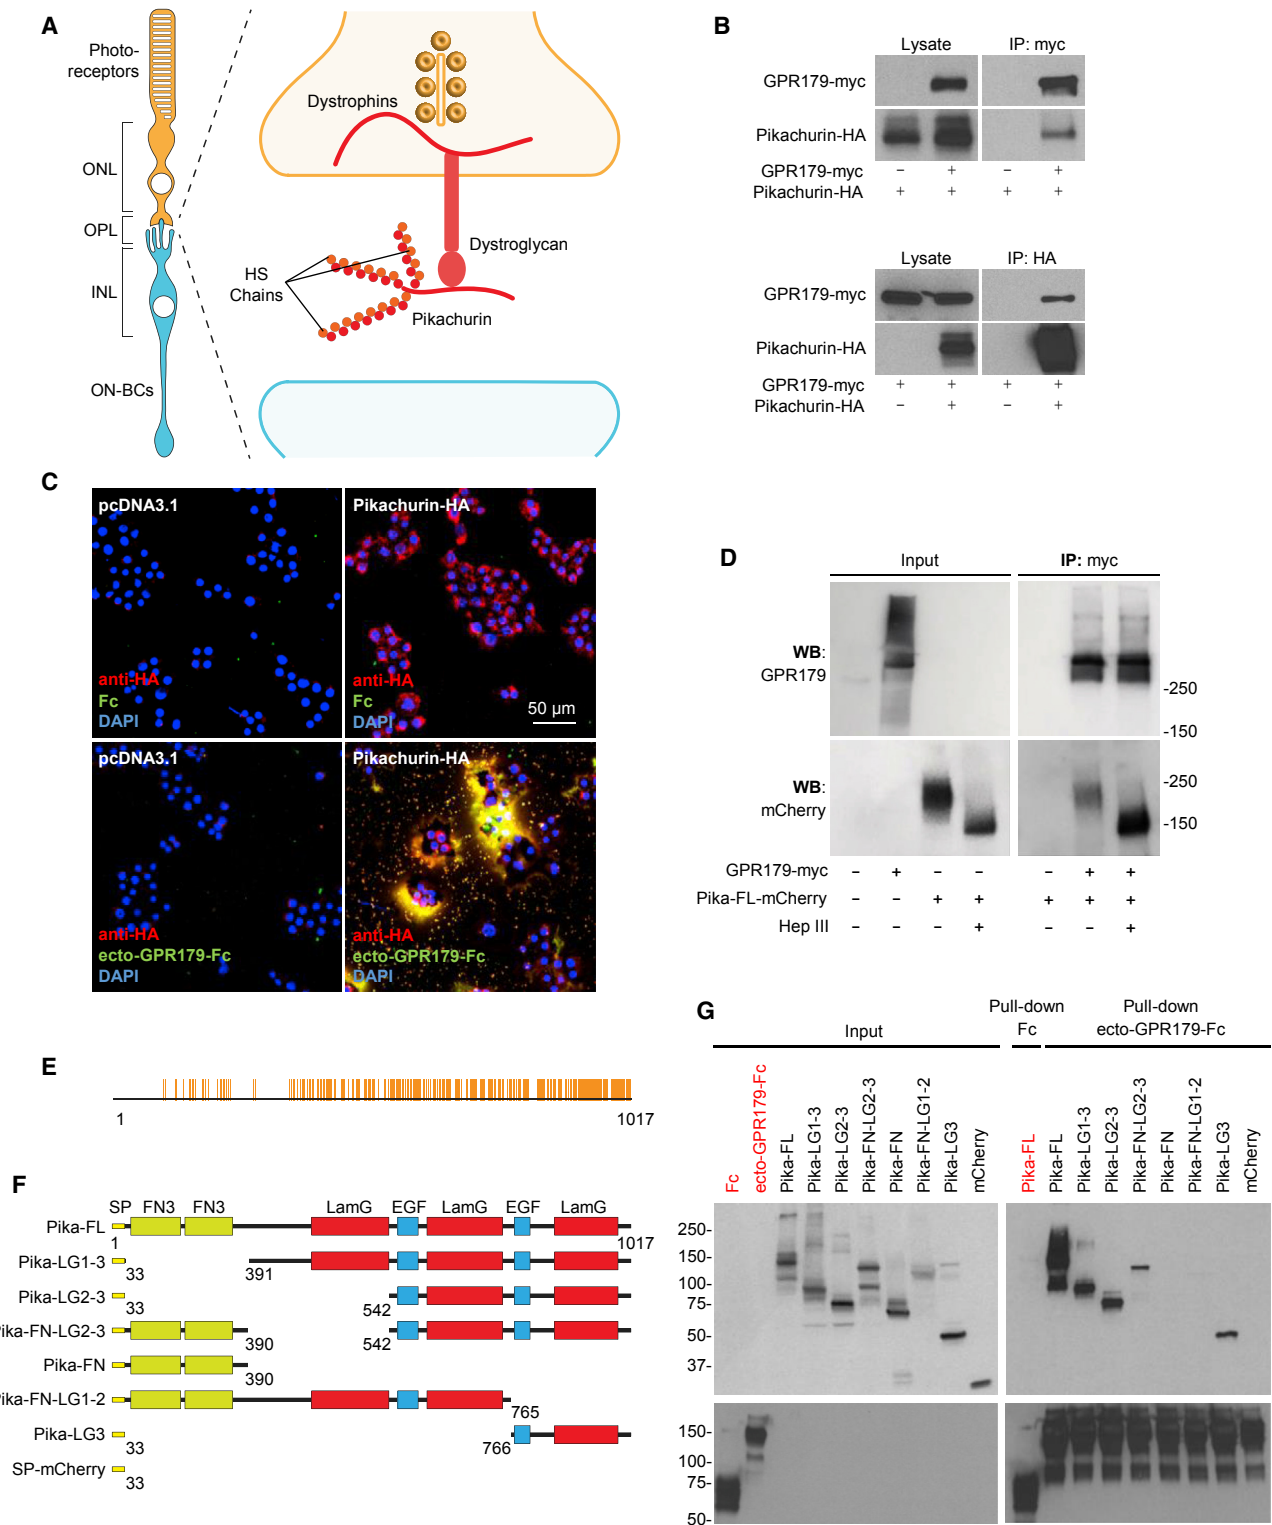 A
Photo-
receptors
ONL
OPL
INL
ON-BCs
Dystrophins
Dystroglycan
HS
Chains
Pikachurin
B
Lysate IP: myc
GPR179-myc
Pikachurin-HA
GPR179-myc – + – +
Pikachurin-HA + + + +
Lysate IP: HA
GPR179-myc
Pikachurin-HA
GPR179-myc + + + +
Pikachurin-HA – + – +
C
pcDNA3.1
anti-HA
Fc
DAPI
Pikachurin-HA
anti-HA
Fc
DAPI
50 µm
pcDNA3.1
anti-HA
ecto-GPR179-Fc
DAPI
Pikachurin-HA
anti-HA
ecto-GPR179-Fc
DAPI
D
Input IP: myc
WB:
GPR179
-250
-150
WB:
mCherry
-250
-150
GPR179-myc – + – – – + +
Pika-FL-mCherry – – + + + + +
Hep III – – – + – – +
E
1 1017
F
SP FN3 FN3 LamG EGF LamG EGF LamG
Pika-FL
1 1017
Pika-LG1-3
33 391
Pika-LG2-3
33 542
Pika-FN-LG2-3
390 542
Pika-FN
390
Pika-FN-LG1-2
765
Pika-LG3
33 766
SP-mCherry
33
G
Input
Pull-down
Fc
Pull-down
ecto-GPR179-Fc
Fc
ecto-GPR179-Fc
Pika-FL
Pika-LG1-3
Pika-LG2-3
Pika-FN-LG2-3
Pika-FN
Pika-FN-LG1-2
Pika-LG3
mCherry
Pika-FL
Pika-FL
Pika-LG1-3
Pika-LG2-3
Pika-FN-LG2-3
Pika-FN
Pika-FN-LG1-2
Pika-LG3
mCherry
250-
150-
100-
75-
50-
37-
150-
100-
75-
50-